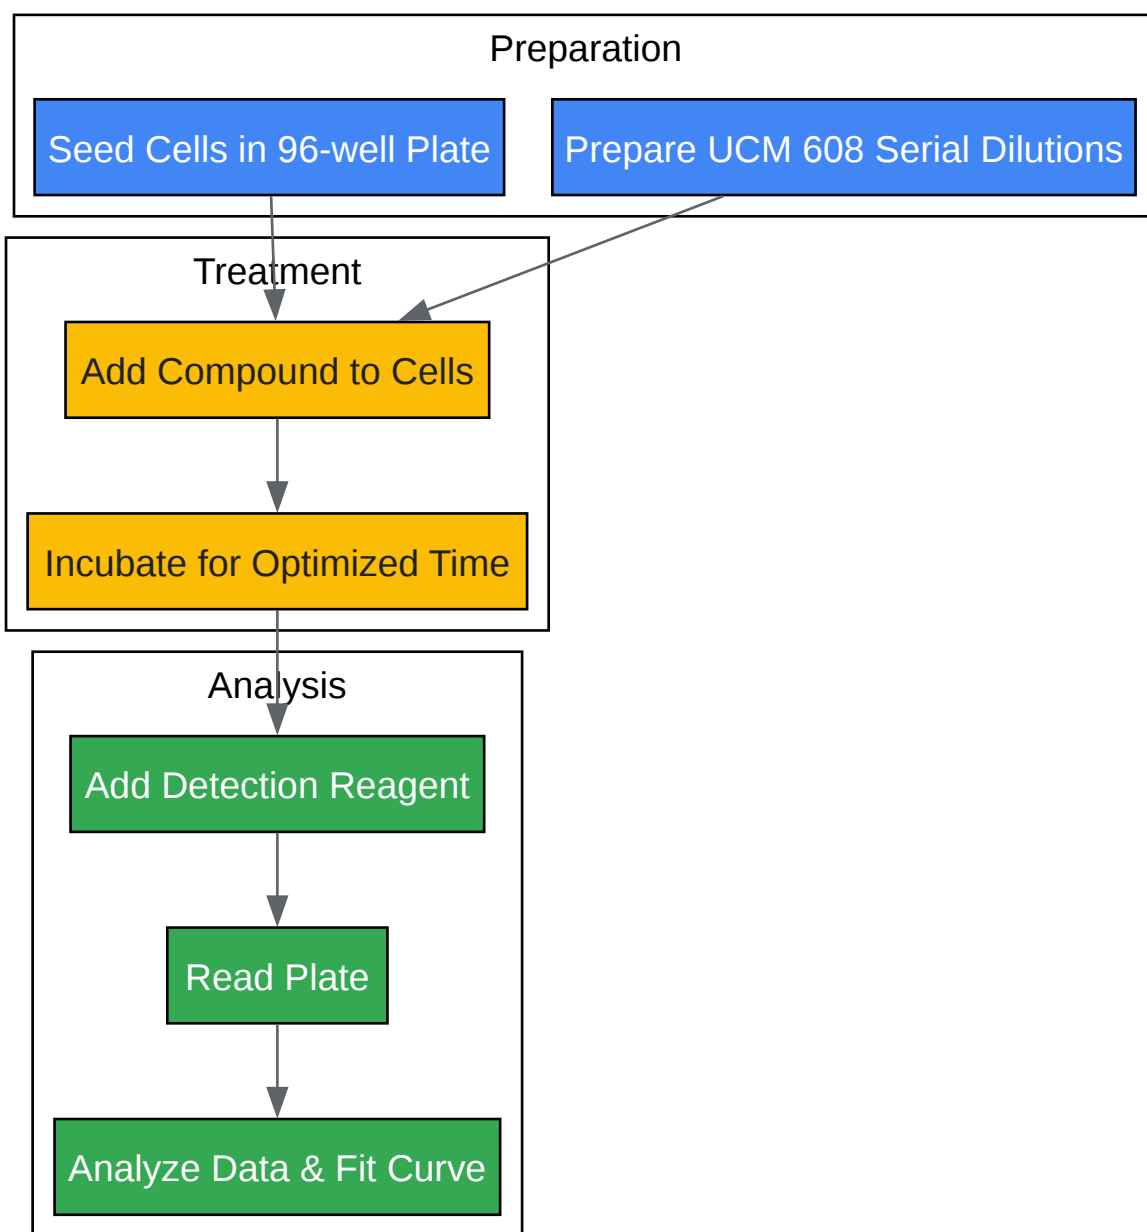 Preparation
Seed Cells in 96-well Plate
Prepare UCM 608 Serial Dilutions
Treatment
Add Compound to Cells
Incubate for Optimized Time
Analysis
Add Detection Reagent
Read Plate
Analyze Data & Fit Curve